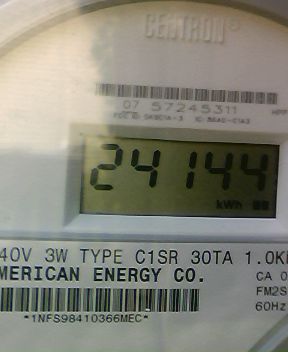 CENTRON®
07 57245311
24144
kWh
40V 3W TYPE C1SR 30TA 1.0K
MERICAN ENERGY CO.
CA 0
FM2S
60Hz
*1NFS98410366MEC*